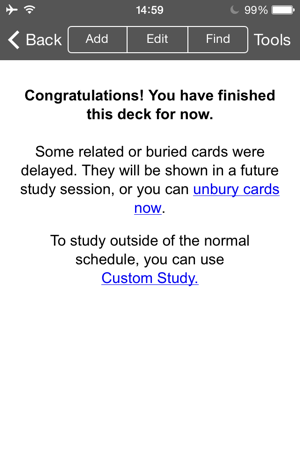 14:59 99%
Back Add Edit Find Tools
Congratulations! You have finished
this deck for now.
Some related or buried cards were
delayed. They will be shown in a future
study session, or you can unbury cards
now.
To study outside of the normal
schedule, you can use
Custom Study.